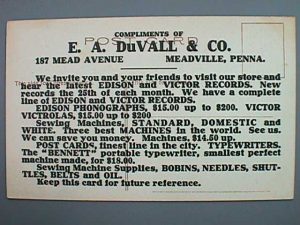 COMPLIMENTS OF
POST CARD
E. A. DuVALL & CO.
187 MEAD AVENUE MEADVILLE, PENNA.
We invite you and your friends to visit our store and
hear the latest EDISON and VICTOR RECORDS. New
records the 25th of each month. We have a complete
line of EDISON and VICTOR RECORDS.
EDISON PHONOGRAPHS, $15.00 up to $200. VICTOR
VICTROLAS, $15.00 up to $200
Sewing Machines, STANDARD, DOMESTIC and
WHITE. Three best MACHINES in the world. See us.
We can save you money. Machines, $14.50 up.
POST CARDS, finest line in the city. TYPEWRITERS.
The "BENNETT" portable typewriter, smallest perfect
machine made, for $18.00.
Sewing Machine Supplies, BOBINS, NEEDLES, SHUT-
TLES, BELTS and OIL.
Keep this card for future reference.